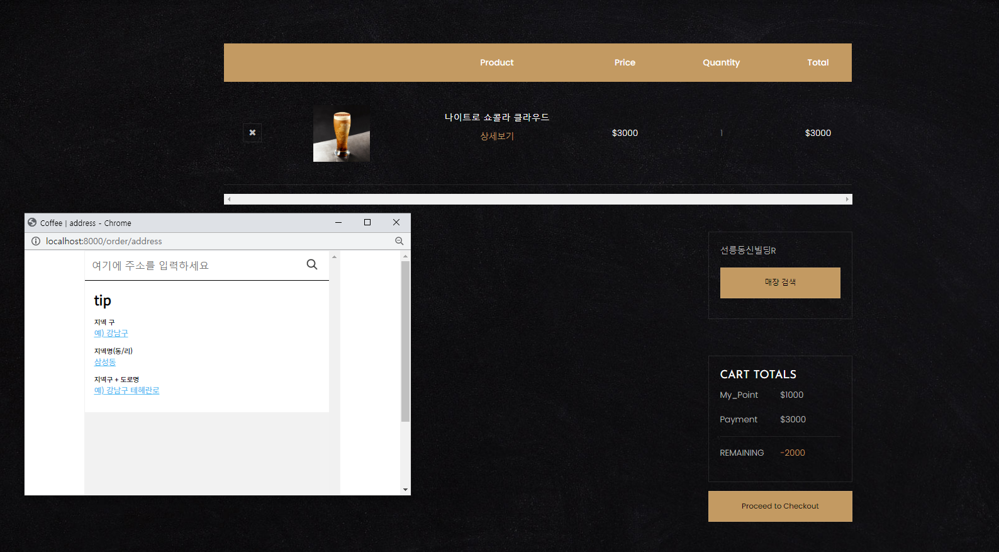 Product Price Quantity Total
나이트로 쇼콜라 클라우드
상세보기
$3000 1 $3000
Coffee | address - Chrome
localhost:8000/order/address
여기에 주소를 입력하세요
tip
지역 구
예) 강남구
지역명(동/리)
삼성동
지역구 + 도로명
예) 강남구 테헤란로
선릉동신빌딩R
매장 검색
CART TOTALS
My_Point $1000
Payment $3000
REMAINING -2000
Proceed to Checkout